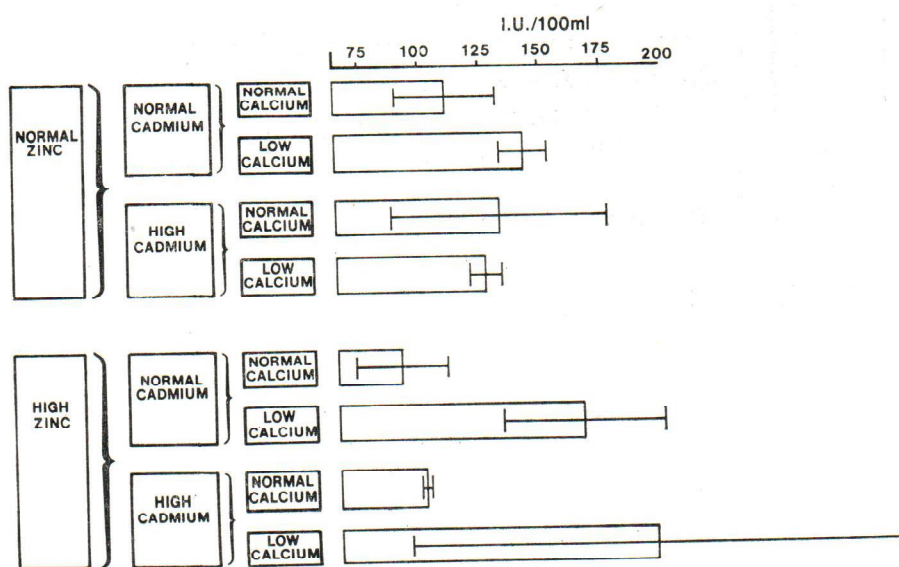 I.U./100ml
75 100 125 150 175 200
NORMAL
ZINC
NORMAL
CADMIUM
NORMAL
CALCIUM
LOW
CALCIUM
HIGH
CADMIUM
NORMAL
CALCIUM
LOW
CALCIUM
HIGH
ZINC
NORMAL
CADMIUM
NORMAL
CALCIUM
LOW
CALCIUM
HIGH
CADMIUM
NORMAL
CALCIUM
LOW
CALCIUM